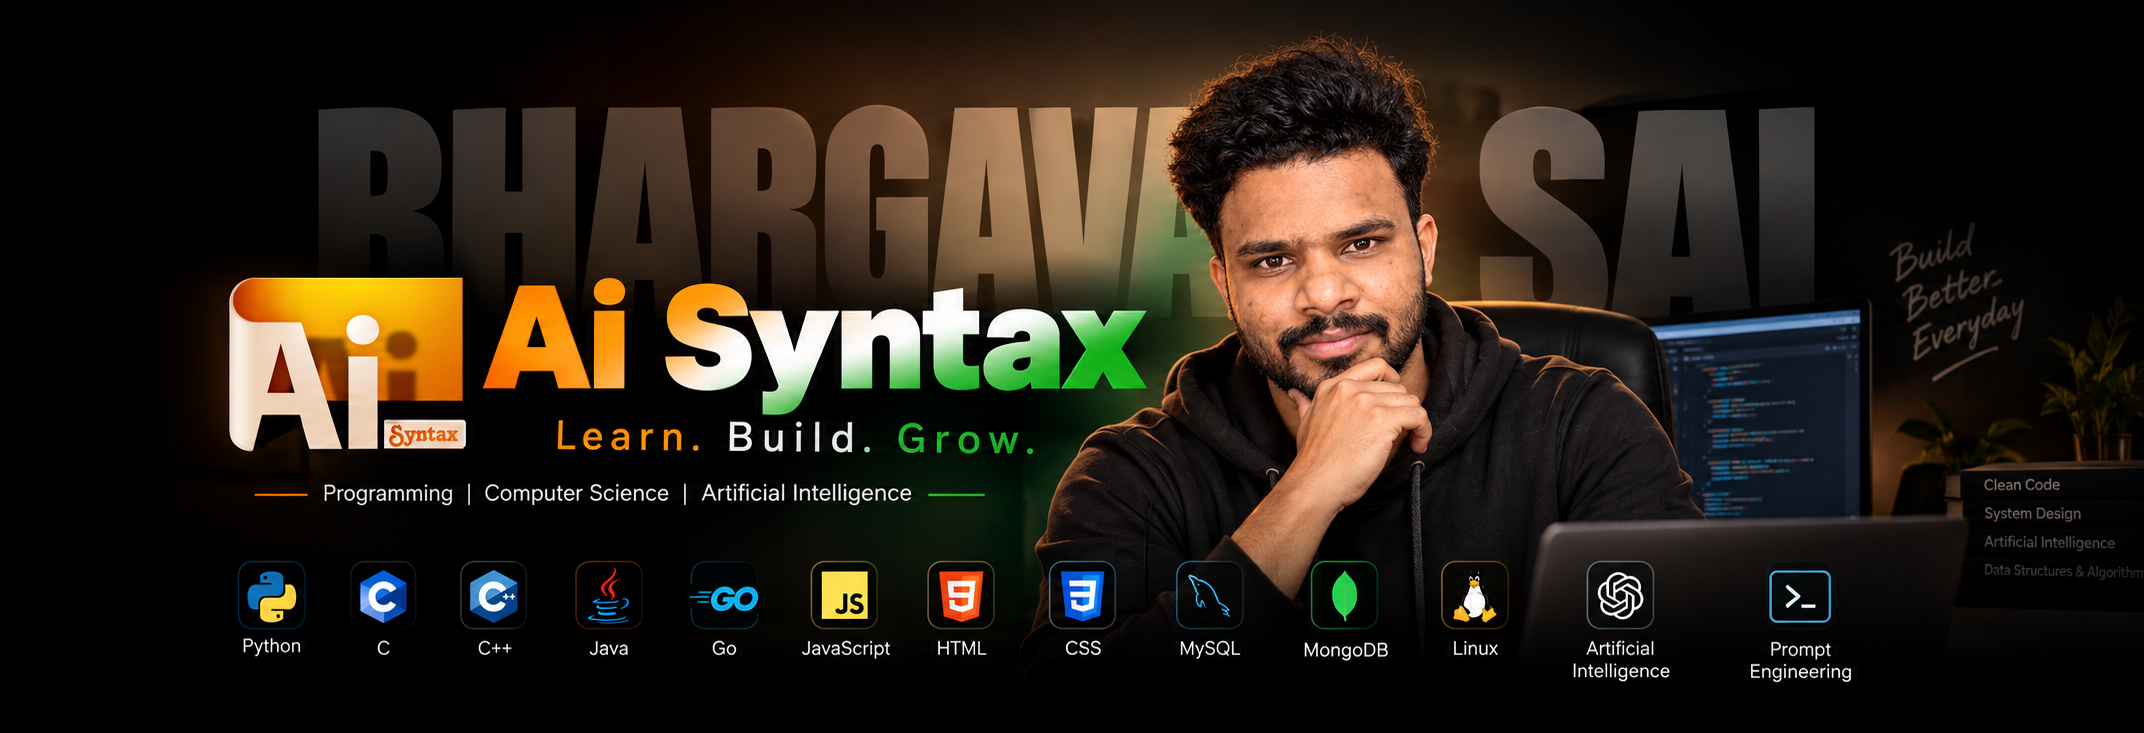 BHARGAVA SAI
Ai
Syntax
Ai Syntax
Learn. Build. Grow.
Programming | Computer Science | Artificial Intelligence
Build
Better
Everyday
Clean Code
System Design
Artificial Intelligence
Data Structures & Algorithm
C
C++
GO
JS
Python
C
C++
Java
Go
JavaScript
HTML
CSS
MySQL
MongoDB
Linux
Artificial
Intelligence
Prompt
Engineering